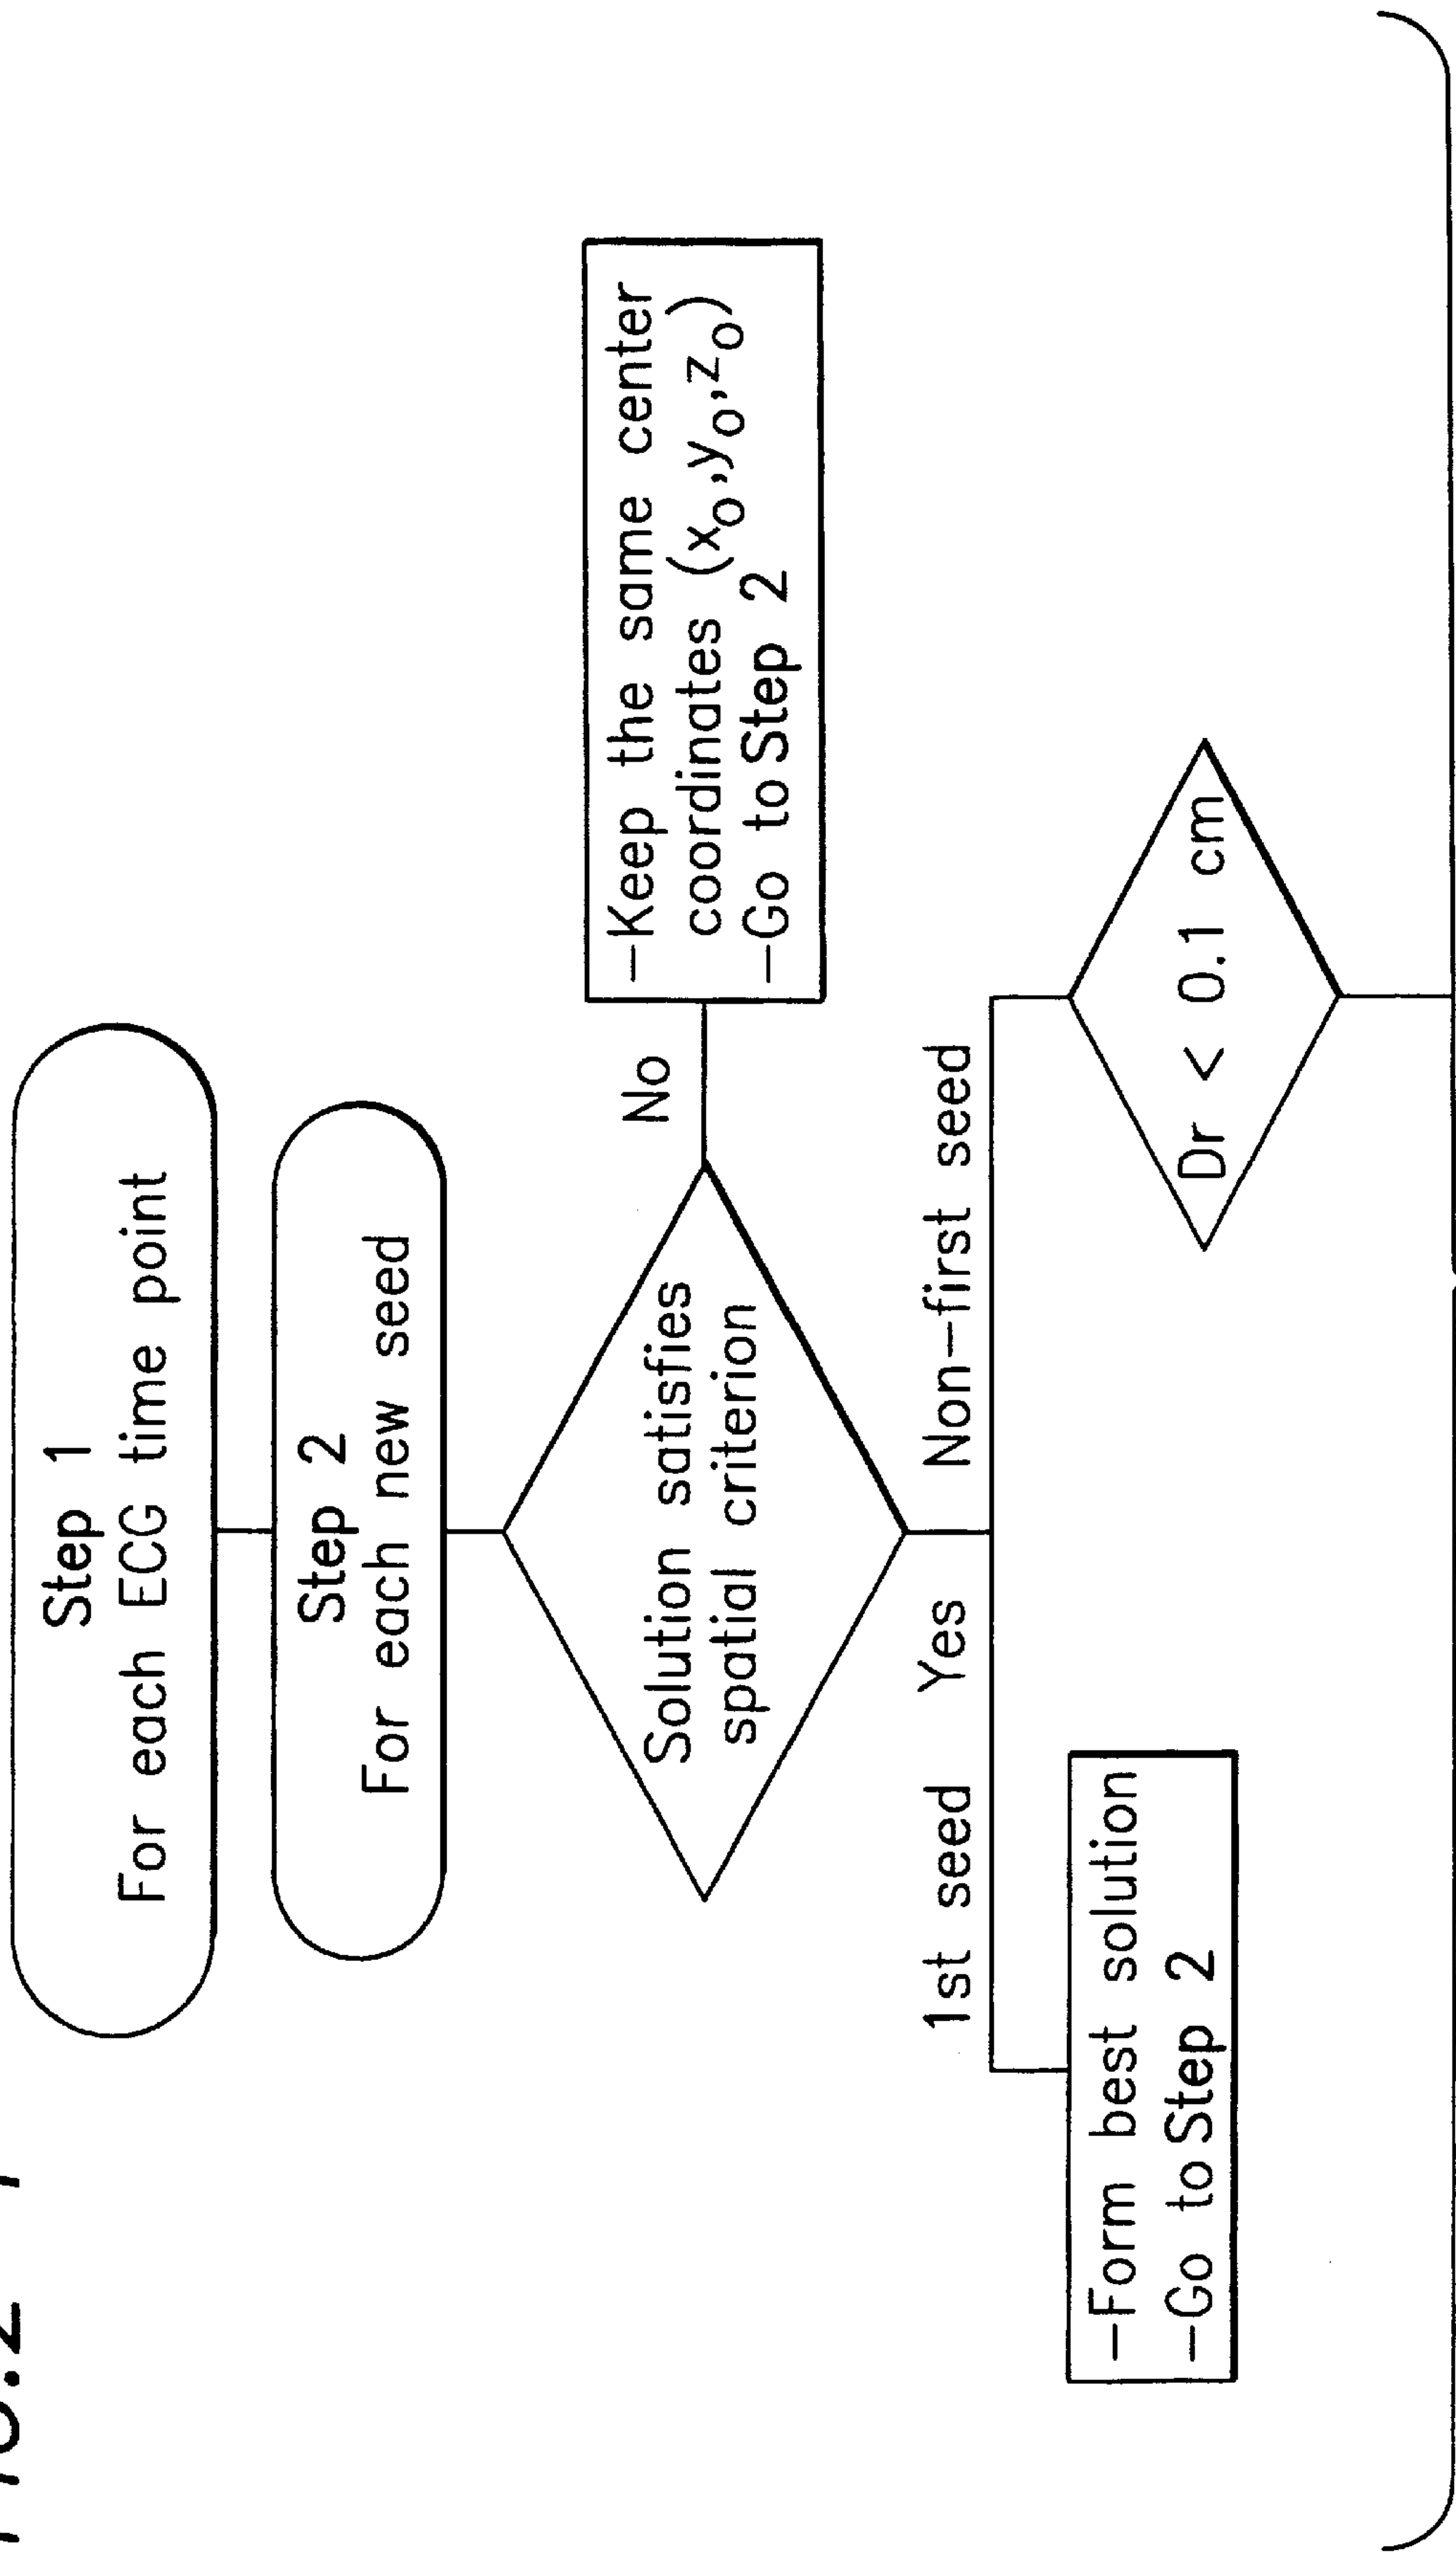 Step 1
For each ECG time point
Step 2
For each new seed
Solution satisfies
spatial criterion
No
-Keep the same center
coordinates (x₀,y₀,z₀)
-Go to Step 2
1st seed Yes Non-first seed
-Form best solution
-Go to Step 2
Dr < 0.1 cm